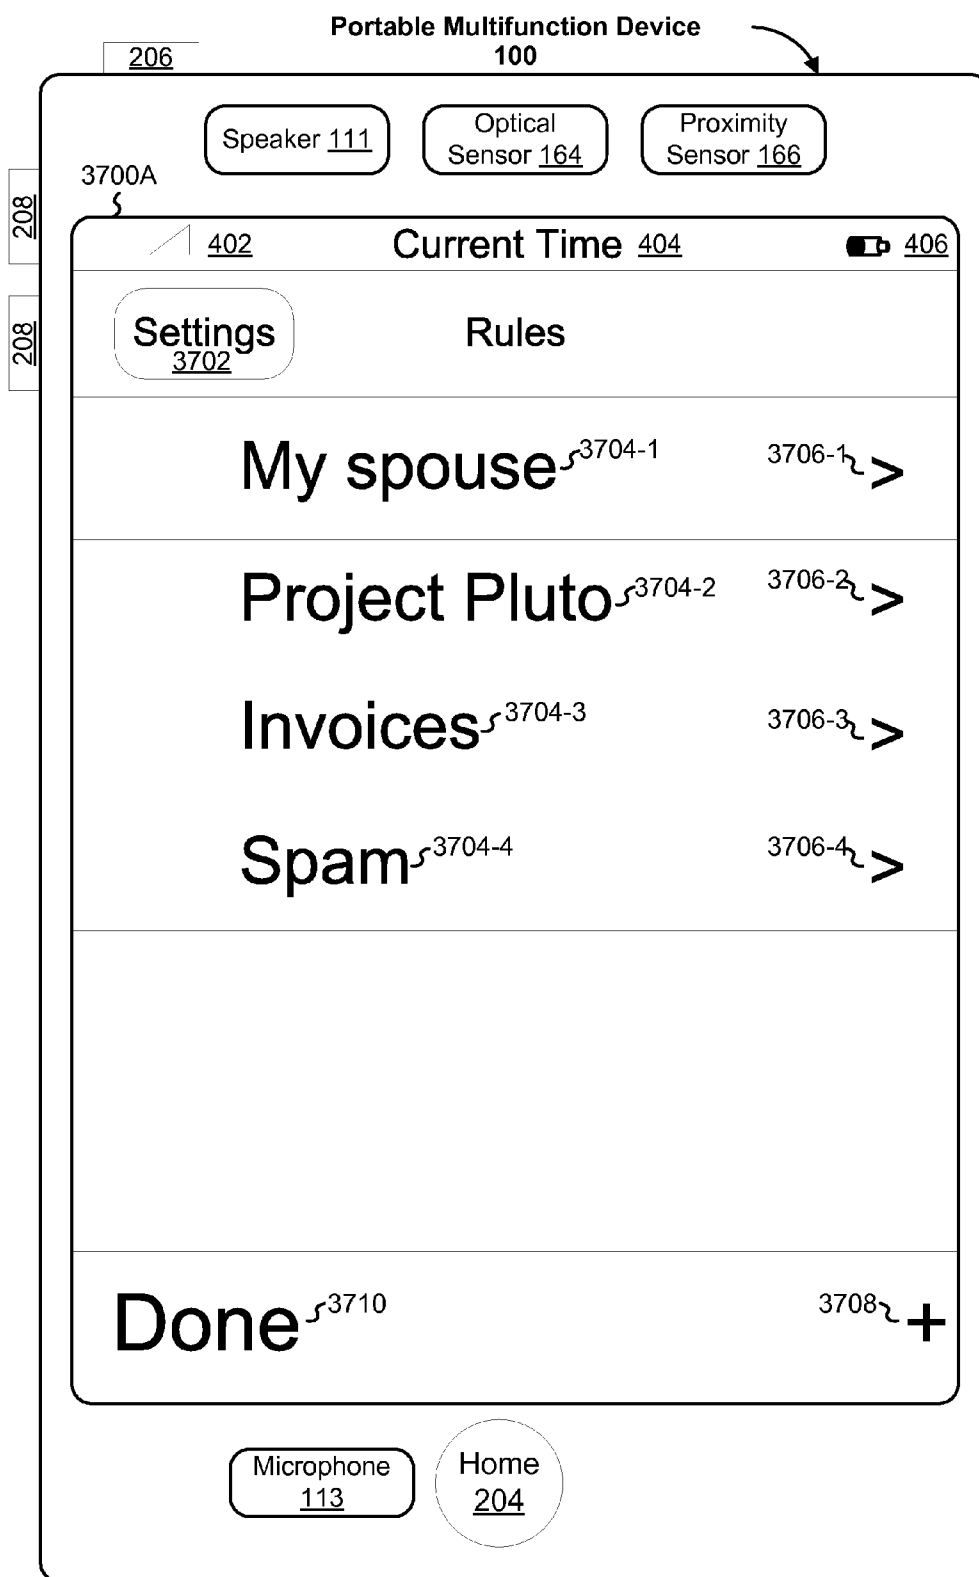 Portable Multifunction Device
100
206
Speaker 111
Optical
Sensor 164
Proximity
Sensor 166
3700A
208
402
Current Time 404
406
208
Settings
3702
Rules
My spouse 3704-1
3706-1 >
Project Pluto 3704-2
3706-2 >
Invoices 3704-3
3706-3 >
Spam 3704-4
3706-4 >
Done 3710
3708 +
Microphone
113
Home
204